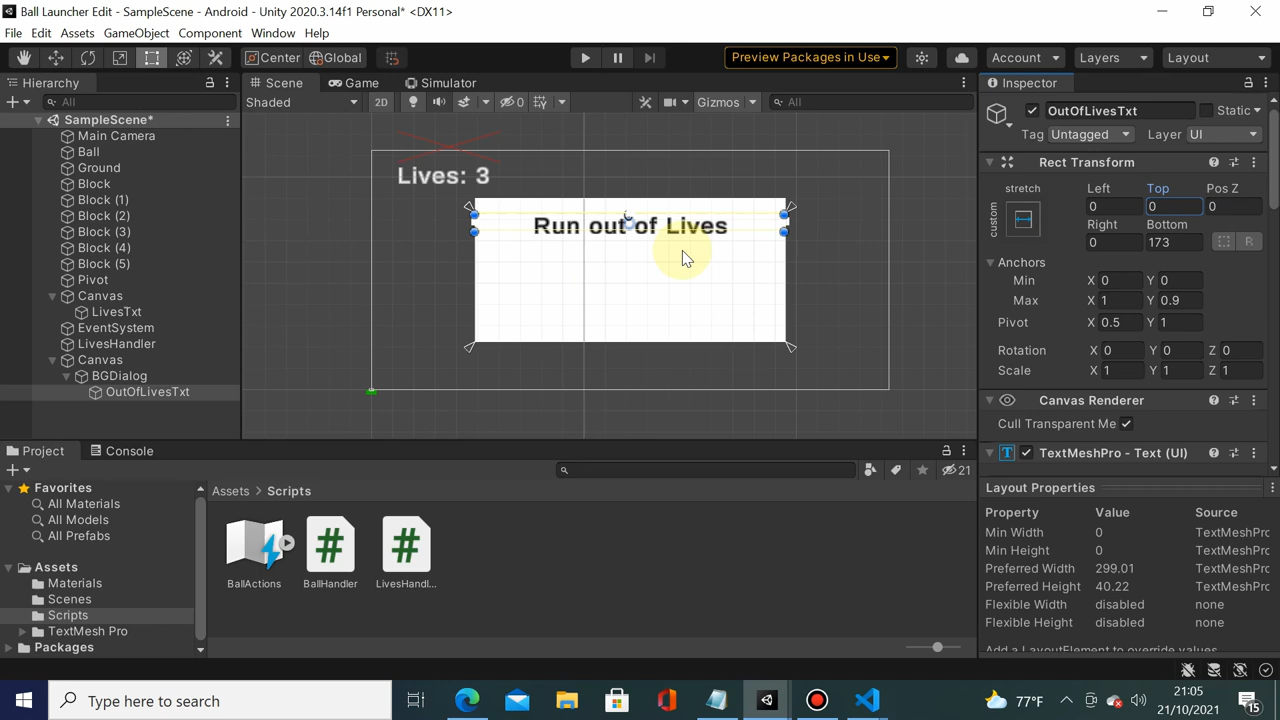 Ball Launcher Edit - SampleScene - Android - Unity 2020.3.14f1 Personal* <DX11>
File Edit Assets GameObject Component Window Help
Center Global Preview Packages in Use Account Layers Layout
Hierarchy Scene Game Simulator Inspector
All Shaded 2D 0 Gizmos All OutOfLivesTxt Static
Tag Untagged Layer UI
SampleScene*
Main Camera
Ball
Ground
Block
Block (1)
Block (2)
Block (3)
Block (4)
Block (5)
Pivot
Canvas
LivesTxt
EventSystem
LivesHandler
Canvas
BGDialog
OutOfLivesTxt
Lives: 3
Run out of Lives
Rect Transform
stretch Left Top Pos Z
custom 0 0 0
Right Bottom
0 173 R
Anchors
Min X 0 Y 0
Max X 1 Y 0.9
Pivot X 0.5 Y 1
Rotation X 0 Y 0 Z 0
Scale X 1 Y 1 Z 1
Canvas Renderer
Cull Transparent Me
TextMeshPro - Text (UI)
Layout Properties
Property Value Source
Min Width 0 TextMeshPro
Min Height 0 TextMeshPro
Preferred Width 299.01 TextMeshPro
Preferred Height 40.22 TextMeshPro
Flexible Width disabled none
Flexible Height disabled none
Add a LayoutElement to override values
Project Console
21
Favorites
All Materials
All Models
All Prefabs
Assets
Materials
Scenes
Scripts
TextMesh Pro
Packages
Assets > Scripts
BallActions BallHandler LivesHandl...
Type here to search
77°F
21:05
21/10/2021
15